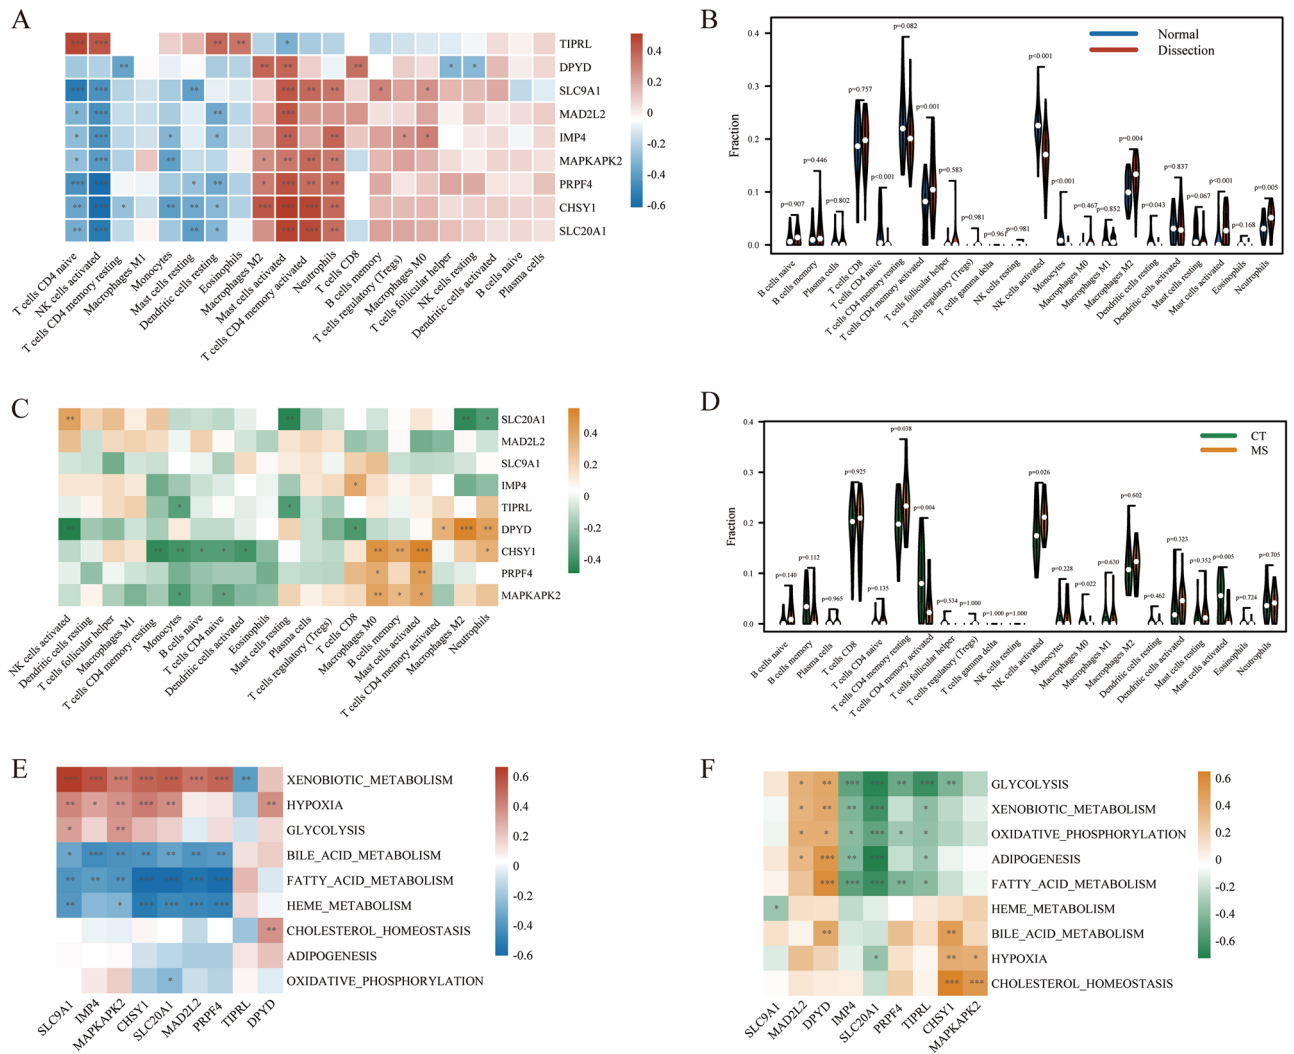 A
TIPRL
DPYD
SLC9A1
MAD2L2
IMP4
MAPKAPK2
PRPF4
CHSY1
SLC20A1
0.4
0.2
0
-0.2
-0.4
-0.6
T cells CD4 naive
NK cells activated
T cells CD4 memory resting
Macrophages M1
Monocytes
Mast cells resting
Dendritic cells resting
Eosinophils
Macrophages M2
Mast cells activated
T cells CD4 memory activated
Neutrophils
T cells CD8
B cells memory
T cells regulatory (Tregs)
Macrophages M0
T cells follicular helper
NK cells resting
Dendritic cells activated
B cells naive
Plasma cells
B
Normal
Dissection
Fraction
0.4
0.3
0.2
0.1
0.0
p=0.907
p=0.446
p=0.802
p=0.757
p<0.001
p=0.082
p=0.001
p=0.583
p=0.981
p=0.961
p=0.981
p<0.001
p<0.001
p=0.467
p=0.852
p=0.004
p=0.043
p=0.837
p=0.067
p<0.001
p=0.168
p=0.005
B cells naive
B cells memory
Plasma cells
T cells CD8
T cells CD4 naive
T cells CD4 memory resting
T cells CD4 memory activated
T cells follicular helper
T cells regulatory (Tregs)
T cells gamma delta
NK cells resting
NK cells activated
Monocytes
Macrophages M0
Macrophages M1
Macrophages M2
Dendritic cells resting
Dendritic cells activated
Mast cells resting
Mast cells activated
Eosinophils
Neutrophils
C
SLC20A1
MAD2L2
SLC9A1
IMP4
TIPRL
DPYD
CHSY1
PRPF4
MAPKAPK2
0.4
0.2
0
-0.2
-0.4
NK cells activated
Dendritic cells resting
T cells follicular helper
Macrophages M1
T cells CD4 memory resting
Monocytes
B cells naive
T cells CD4 naive
Dendritic cells activated
Eosinophils
Mast cells resting
Plasma cells
T cells regulatory (Tregs)
T cells CD8
Macrophages M0
B cells memory
Mast cells activated
T cells CD4 memory activated
Macrophages M2
Neutrophils
D
CT
MS
Fraction
0.4
0.3
0.2
0.1
0.0
p=0.140
p=0.112
p=0.965
p=0.925
p=0.135
p=0.038
p=0.004
p=0.534
p=1.000
p=1.000
p=1.000
p=0.026
p=0.228
p=0.022
p=0.630
p=0.602
p=0.462
p=0.323
p=0.352
p=0.005
p=0.724
p=0.705
B cells naive
B cells memory
Plasma cells
T cells CD8
T cells CD4 naive
T cells CD4 memory resting
T cells CD4 memory activated
T cells follicular helper
T cells regulatory (Tregs)
T cells gamma delta
NK cells resting
NK cells activated
Monocytes
Macrophages M0
Macrophages M1
Macrophages M2
Dendritic cells resting
Dendritic cells activated
Mast cells resting
Mast cells activated
Eosinophils
Neutrophils
E
XENOBIOTIC_METABOLISM
HYPOXIA
GLYCOLYSIS
BILE_ACID_METABOLISM
FATTY_ACID_METABOLISM
HEME_METABOLISM
CHOLESTEROL_HOMEOSTASIS
ADIPOGENESIS
OXIDATIVE_PHOSPHORYLATION
0.6
0.4
0.2
0
-0.2
-0.4
-0.6
SLC9A1
IMP4
MAPKAPK2
CHSY1
SLC20A1
MAD2L2
PRPF4
TIPRL
DPYD
F
GLYCOLYSIS
XENOBIOTIC_METABOLISM
OXIDATIVE_PHOSPHORYLATION
ADIPOGENESIS
FATTY_ACID_METABOLISM
HEME_METABOLISM
BILE_ACID_METABOLISM
HYPOXIA
CHOLESTEROL_HOMEOSTASIS
0.6
0.4
0.2
0
-0.2
-0.4
-0.6
SLC9A1
MAD2L2
DPYD
IMP4
SLC20A1
PRPF4
TIPRL
CHSY1
MAPKAPK2